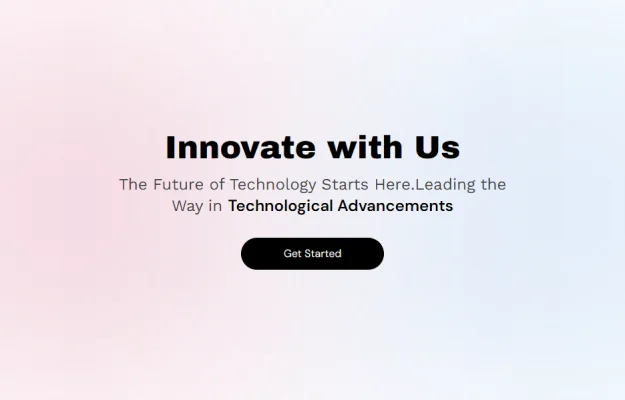 Innovate with Us
The Future of Technology Starts Here.Leading the
Way in Technological Advancements
Get Started